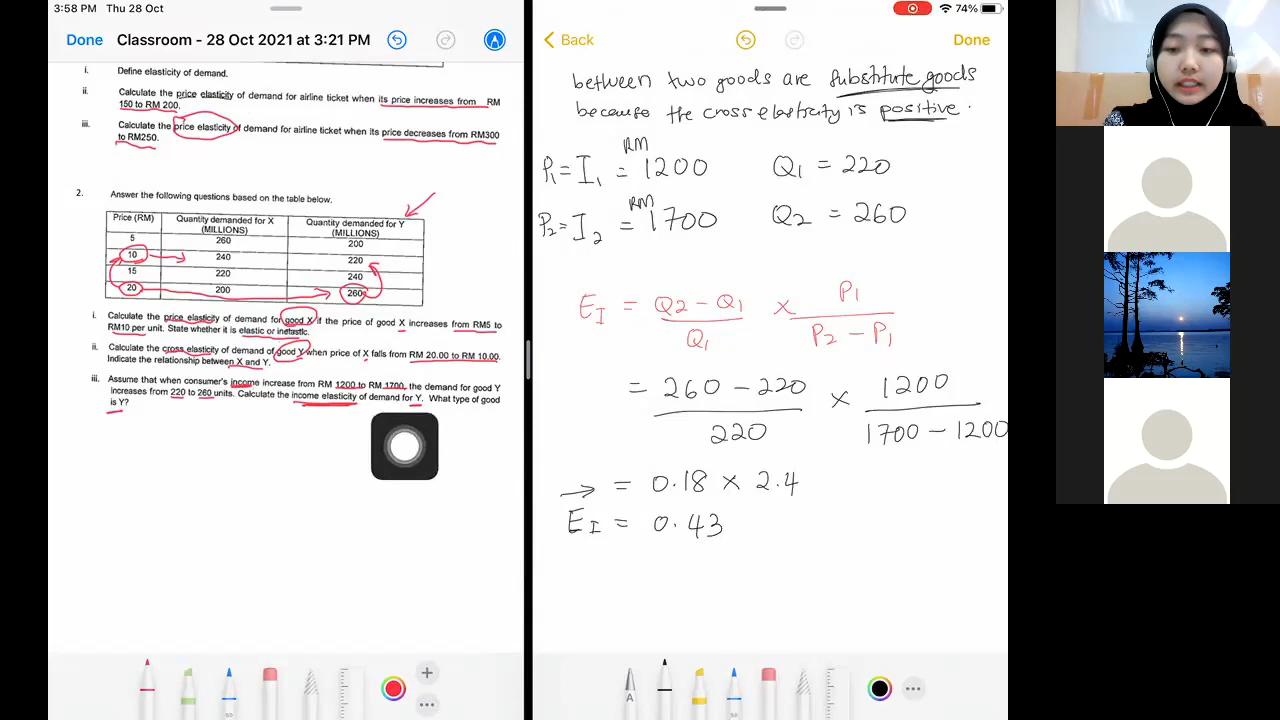 3:58 PM Thu 28 Oct
74%
Done Classroom - 28 Oct 2021 at 3:21 PM
i. Define elasticity of demand.
ii. Calculate the price elasticity of demand for airline ticket when its price increases from RM
150 to RM 200.
iii. Calculate the price elasticity of demand for airline ticket when its price decreases from RM300
to RM250.
2. Answer the following questions based on the table below.
Price (RM) Quantity demanded for X (MILLIONS) Quantity demanded for Y (MILLIONS)
5 260 200
10 240 220
15 220 240
20 200 260
i. Calculate the price elasticity of demand for good X if the price of good X increases from RM5 to
RM10 per unit. State whether it is elastic or inelastic.
ii. Calculate the cross elasticity of demand of good Y when price of X falls from RM 20.00 to RM 10.00.
Indicate the relationship between X and Y.
iii. Assume that when consumer's income increase from RM 1200 to RM 1700, the demand for good Y
increases from 220 to 260 units. Calculate the income elasticity of demand for Y. What type of good
is Y?
Back Done
between two goods are substitute goods
because the cross elasticity is positive.
P1 = I1 = RM 1200 Q1 = 220
P2 = I2 = RM 1700 Q2 = 260
EI = Q2 - Q1 / Q1 × P1 / P2 - P1
= 260 - 220 / 220 × 1200 / 1700 - 1200
→ = 0.18 × 2.4
EI = 0.43
A